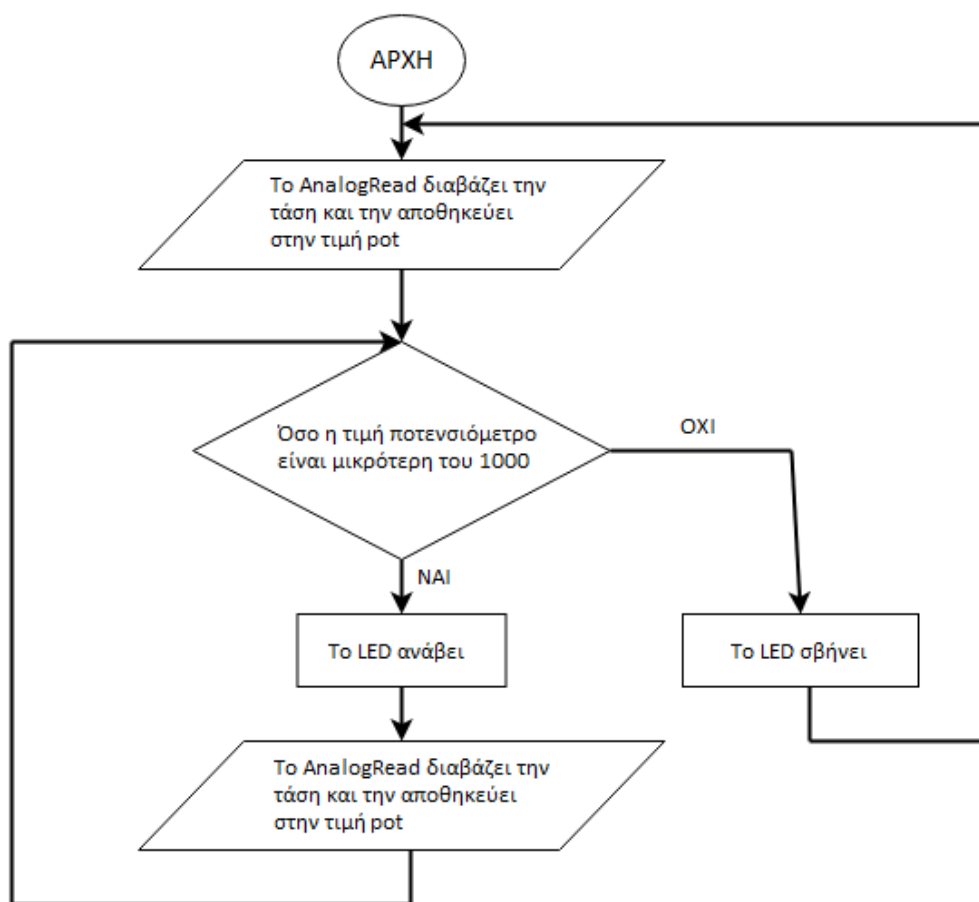 ΑΡΧΗ
Το AnalogRead διαβάζει την
τάση και την αποθηκεύει
στην τιμή pot
Όσο η τιμή ποτενσιόμετρο
είναι μικρότερη του 1000
ΟΧΙ
ΝΑΙ
Το LED ανάβει
Το LED σβήνει
Το AnalogRead διαβάζει την
τάση και την αποθηκεύει
στην τιμή pot